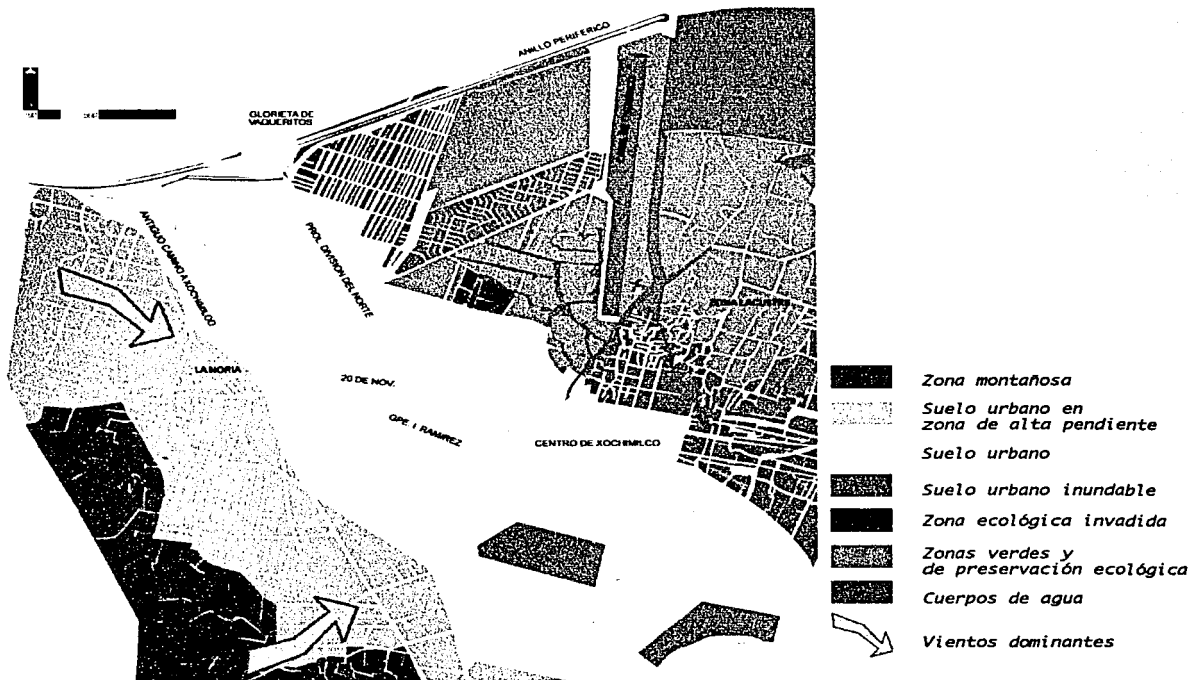 ANILLO PERIFERICO
GLORIETA DE
VAQUERITOS
ANTIGUO CAMINO A XOCHIMILCO
PROL. DIVISION DEL NORTE
ZONA LACUSTRE
LA NORIA
20 DE NOV.
GPE. I. RAMIREZ
CENTRO DE XOCHIMILCO
Zona montañosa
Suelo urbano en
zona de alta pendiente
Suelo urbano
Suelo urbano inundable
Zona ecológica invadida
Zonas verdes y
de preservación ecológica
Cuerpos de agua
Vientos dominantes